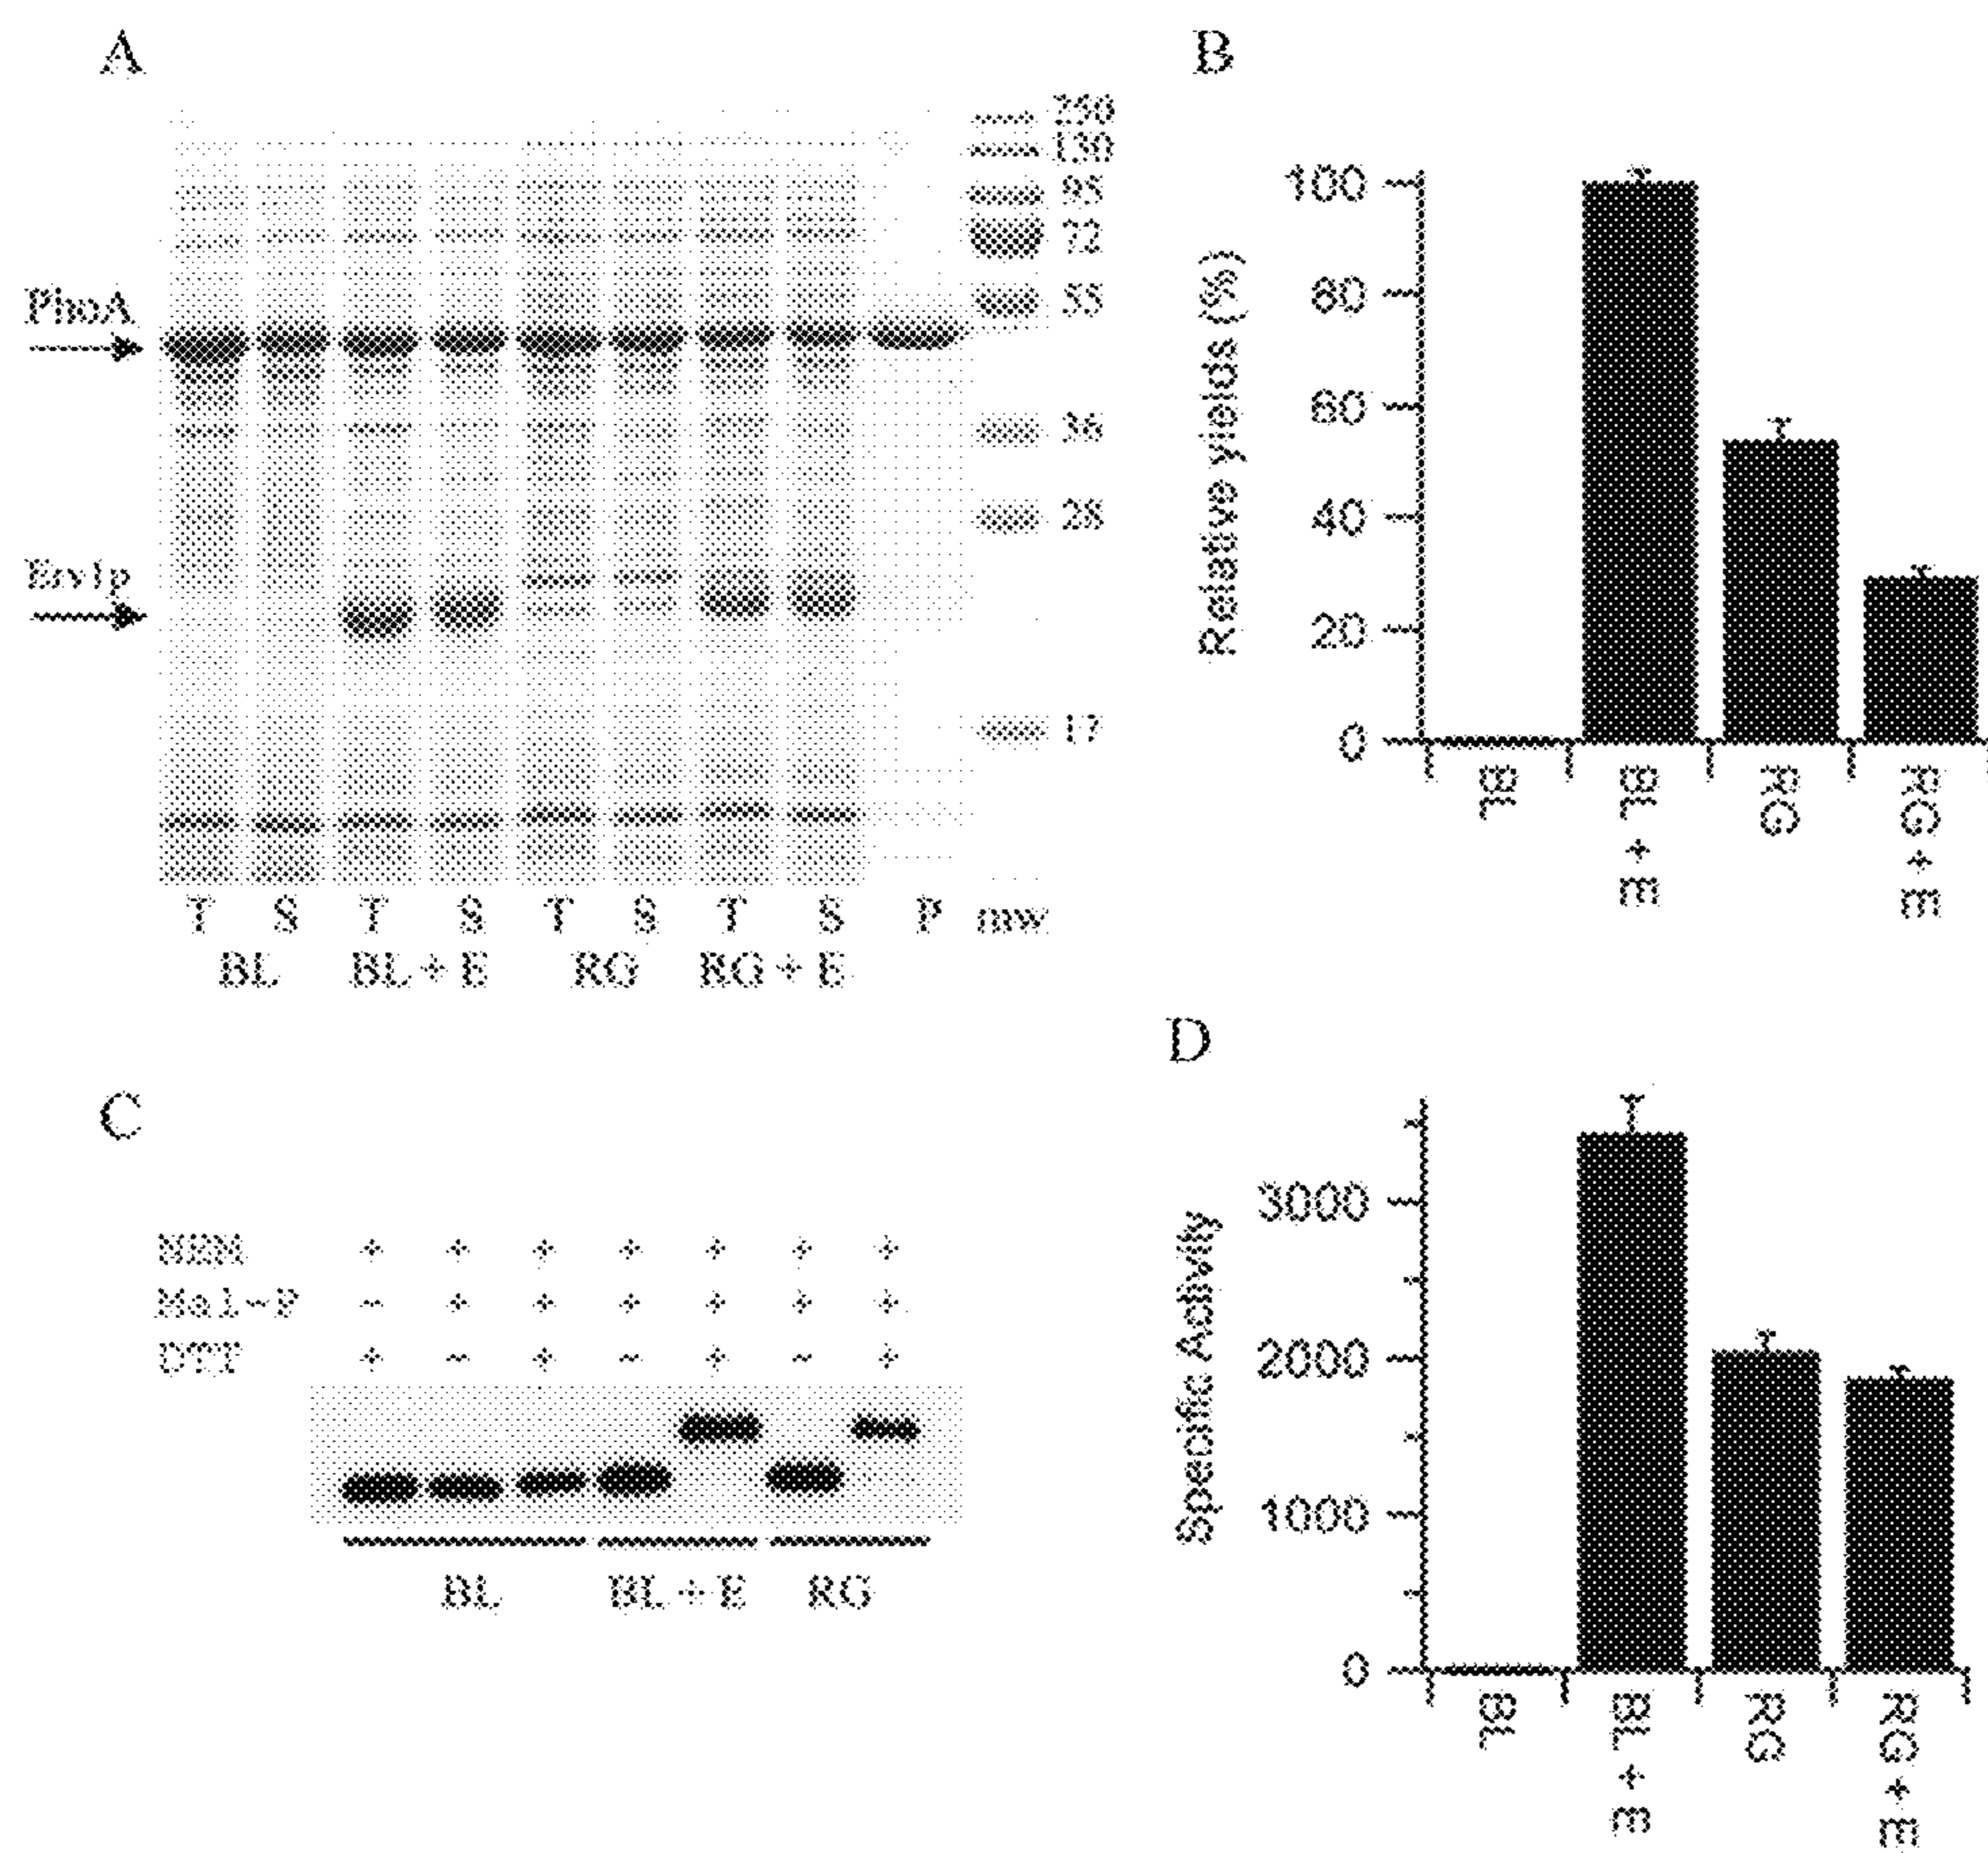 A
250
130
95
72
55
36
28
17
PhoA
Erv1p
T S T S T S T S P mw
BL BL + E RG RG + E
B
Relative yields (%)
100
80
60
40
20
0
BL
BL + E
RG
RG + E
C
NEM + + + + + + +
Mal-P - + + + + + +
DTT + - + - + - +
BL BL + E RG
D
Specific Activity
3000
2000
1000
0
BL
BL + E
RG
RG + E